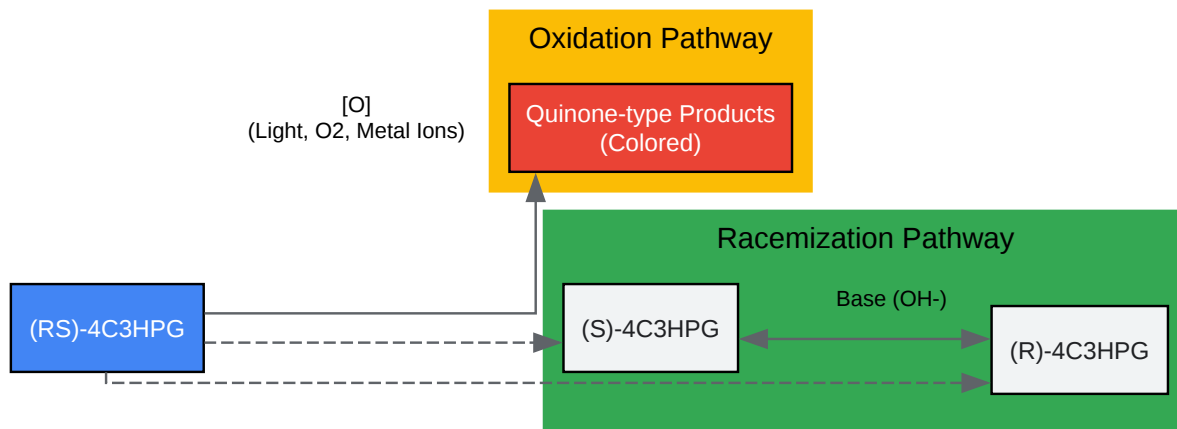 Oxidation Pathway
[O]
(Light, O2, Metal Ions)
Quinone-type Products
(Colored)
Racemization Pathway
(RS)-4C3HPG
(S)-4C3HPG
Base (OH-)
(R)-4C3HPG